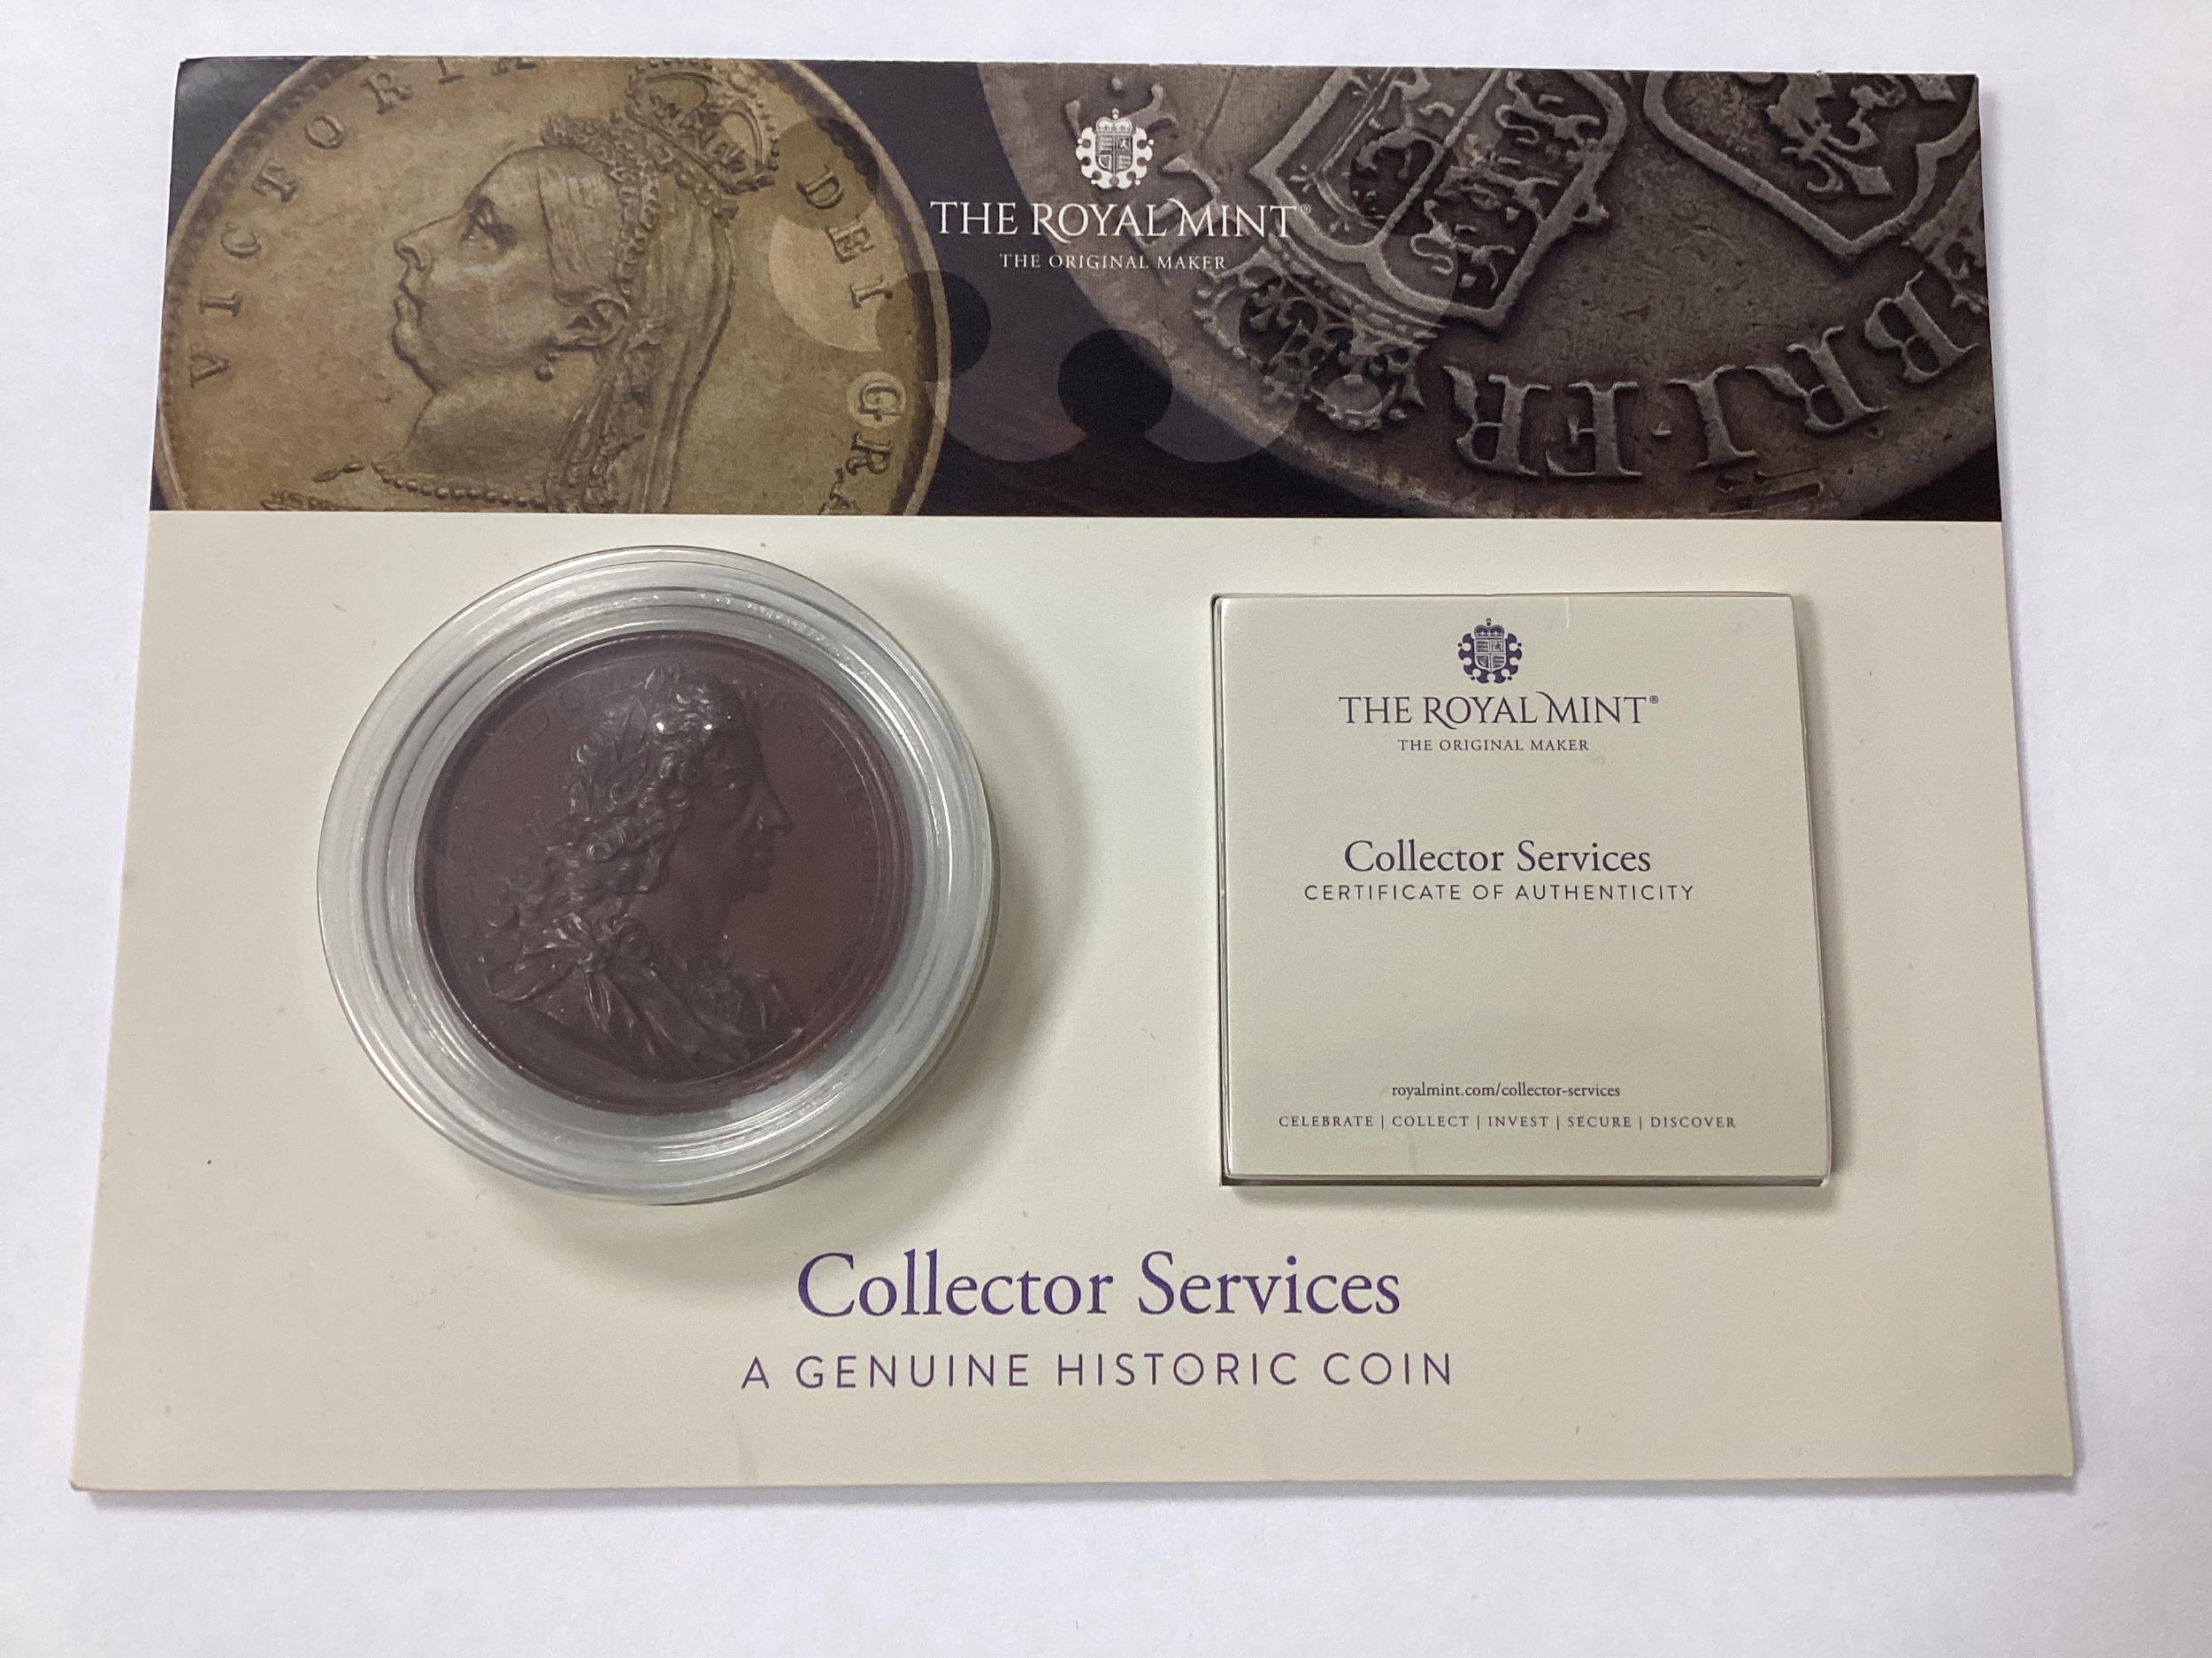 VICTORIA DEI GRA
THE ROYAL MINT®
THE ORIGINAL MAKER
BRI·FR
THE ROYAL MINT®
THE ORIGINAL MAKER
Collector Services
CERTIFICATE OF AUTHENTICITY
royalmint.com/collector-services
CELEBRATE | COLLECT | INVEST | SECURE | DISCOVER
Collector Services
A GENUINE HISTORIC COIN